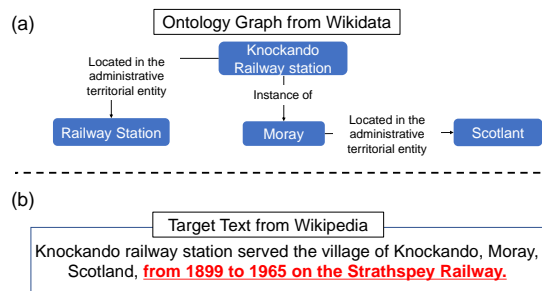 (a)
Ontology Graph from Wikidata
Knockando
Railway station
Located in the
administrative
territorial entity
Instance of
Railway Station
Moray
Located in the
administrative
territorial entity
Scotlant
(b)
Target Text from Wikipedia
Knockando railway station served the village of Knockando, Moray,
Scotland, from 1899 to 1965 on the Strathspey Railway.